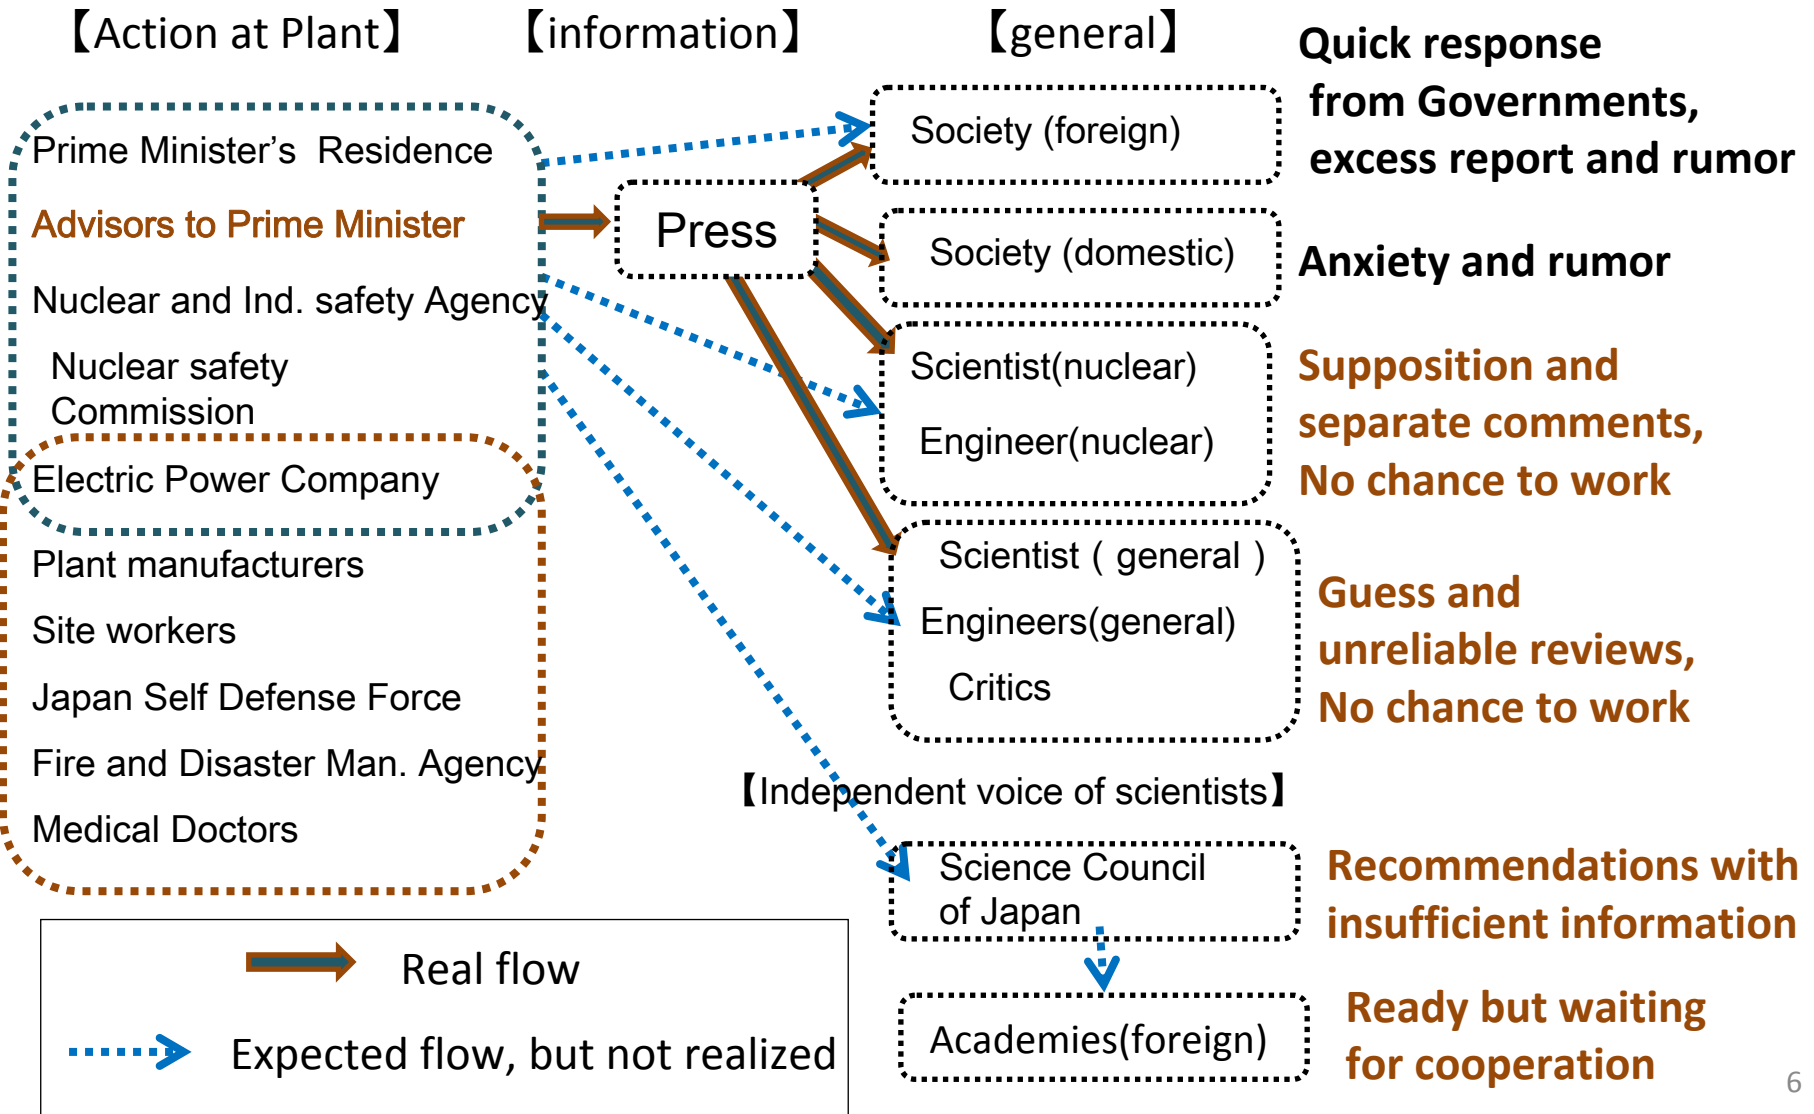 【Action at Plant】
【information】
【general】
Prime Minister’s Residence
Advisors to Prime Minister
Nuclear and Ind. safety Agency
Nuclear safety
Commission
Electric Power Company
Plant manufacturers
Site workers
Japan Self Defense Force
Fire and Disaster Man. Agency
Medical Doctors
Press
Society (foreign)
Society (domestic)
Scientist(nuclear)
Engineer(nuclear)
Scientist ( general )
Engineers(general)
Critics
【Independent voice of scientists】
Science Council
of Japan
Academies(foreign)
Quick response
from Governments,
excess report and rumor
Anxiety and rumor
Supposition and
separate comments,
No chance to work
Guess and
unreliable reviews,
No chance to work
Recommendations with
insufficient information
Ready but waiting
for cooperation
Real flow
Expected flow, but not realized
6